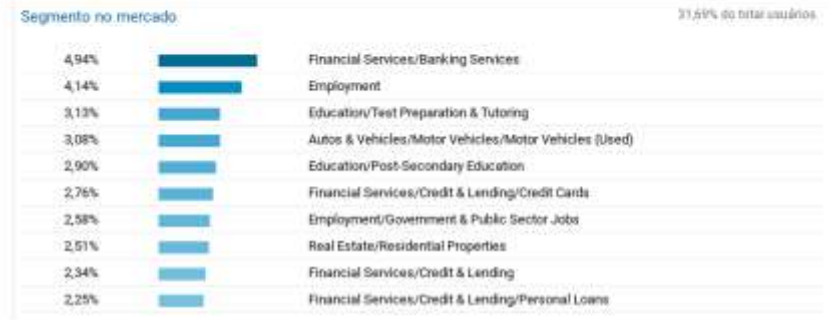 Segmento no mercado
31,69% do total usuários
4,94% Financial Services/Banking Services
4,14% Employment
3,13% Education/Test Preparation & Tutoring
3,08% Autos & Vehicles/Motor Vehicles/Motor Vehicles (Used)
2,90% Education/Post-Secondary Education
2,76% Financial Services/Credit & Lending/Credit Cards
2,58% Employment/Government & Public Sector Jobs
2,51% Real Estate/Residential Properties
2,34% Financial Services/Credit & Lending
2,25% Financial Services/Credit & Lending/Personal Loans